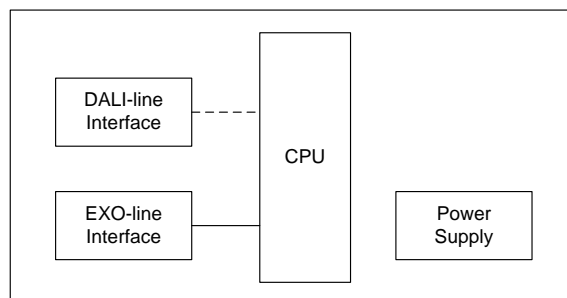 DALI-line
Interface
CPU
EXO-line
Interface
Power
Supply